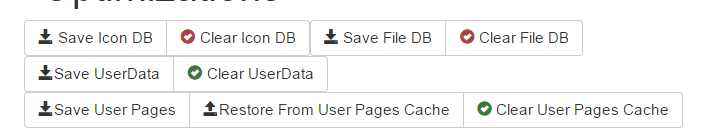 Optimizations
Save Icon DB Clear Icon DB Save File DB Clear File DB
Save UserData Clear UserData
Save User Pages Restore From User Pages Cache Clear User Pages Cache